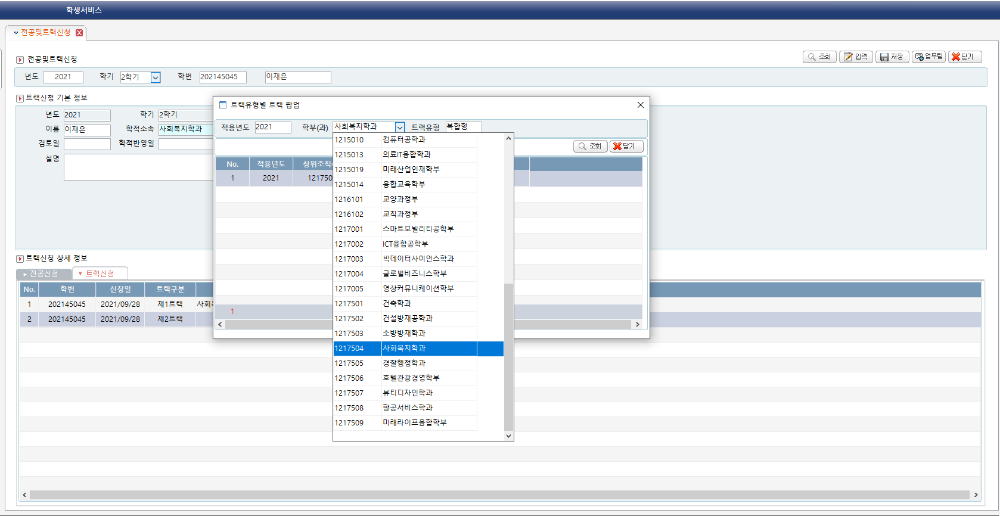 학생서비스
전공및트랙신청
전공및트랙신청
조회 입력 저장 업무팁 닫기
년도 2021 학기 2학기 학번 202145045 이재은
트랙신청 기본 정보
년도 2021 학기 2학기
이름 이재은 학적소속 사회복지학과
검토일 학적반영일
설명
트랙유형별 트랙 팝업
적용년도 2021 학부(과) 사회복지학과 트랙유형 복합형
조회 닫기
No. 적용년도 상위조직
1 2021 121750
1
1215010 컴퓨터공학과
1215013 의료IT융합학과
1215019 미래산업인재학부
1215014 융합교육학부
1216101 교양과정부
1216102 교직과정부
1217001 스마트모빌리티공학부
1217002 ICT융합공학부
1217003 빅데이터사이언스학과
1217004 글로벌비즈니스학부
1217005 영상커뮤니케이션학부
1217501 건축학과
1217502 건설방재공학과
1217503 소방방재학과
1217504 사회복지학과
1217505 경찰행정학과
1217506 호텔관광경영학부
1217507 뷰티디자인학과
1217508 항공서비스학과
1217509 미래라이프융합학부
트랙신청 상세 정보
전공신청 트랙신청
No. 학번 신청일 트랙구분
1 202145045 2021/09/28 제1트랙 사회
2 202145045 2021/09/28 제2트랙